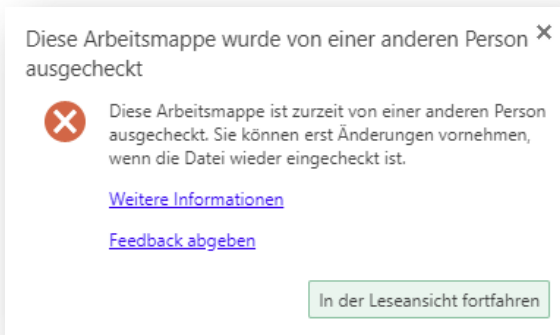 Diese Arbeitsmappe wurde von einer anderen Person
ausgecheckt
Diese Arbeitsmappe ist zurzeit von einer anderen Person
ausgecheckt. Sie können erst Änderungen vornehmen,
wenn die Datei wieder eingecheckt ist.
Weitere Informationen
Feedback abgeben
In der Leseansicht fortfahren